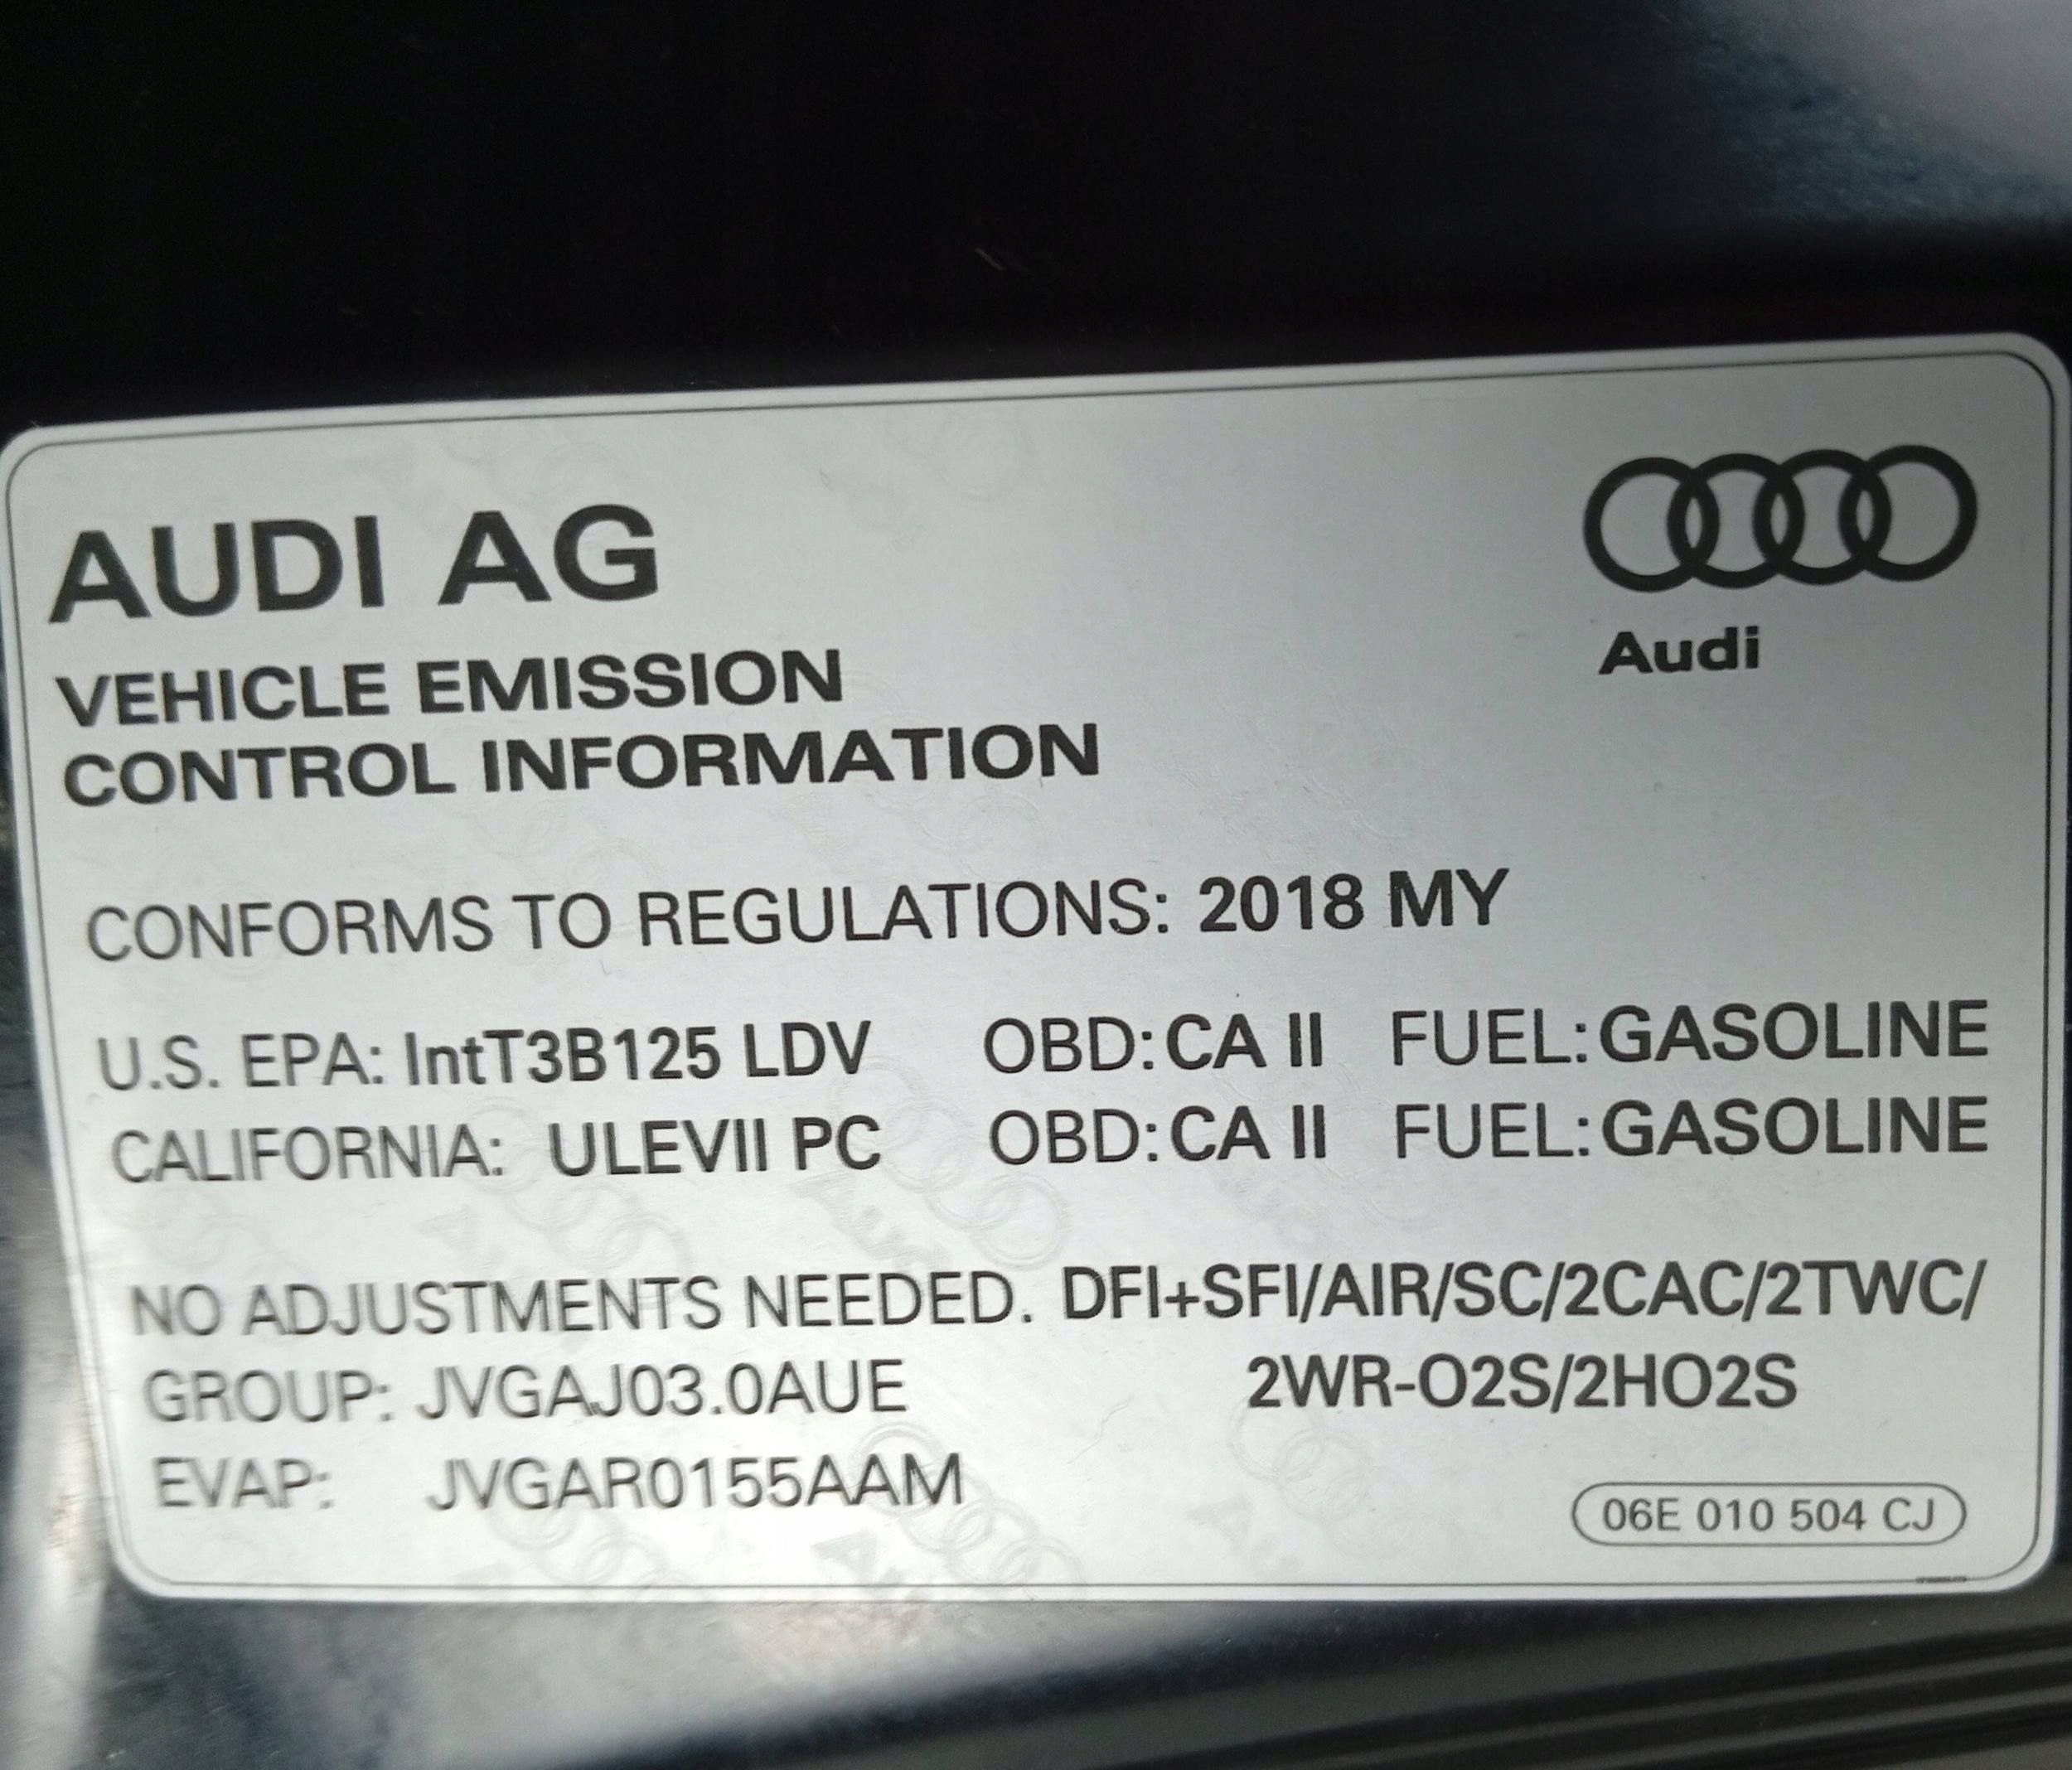 AUDI AG
Audi
VEHICLE EMISSION
CONTROL INFORMATION
CONFORMS TO REGULATIONS: 2018 MY
U.S. EPA: IntT3B125 LDV OBD: CA II FUEL: GASOLINE
CALIFORNIA: ULEVII PC OBD: CA II FUEL: GASOLINE
NO ADJUSTMENTS NEEDED. DFI+SFI/AIR/SC/2CAC/2TWC/
GROUP: JVGAJ03.0AUE 2WR-O2S/2HO2S
EVAP: JVGAR0155AAM
06E 010 504 CJ